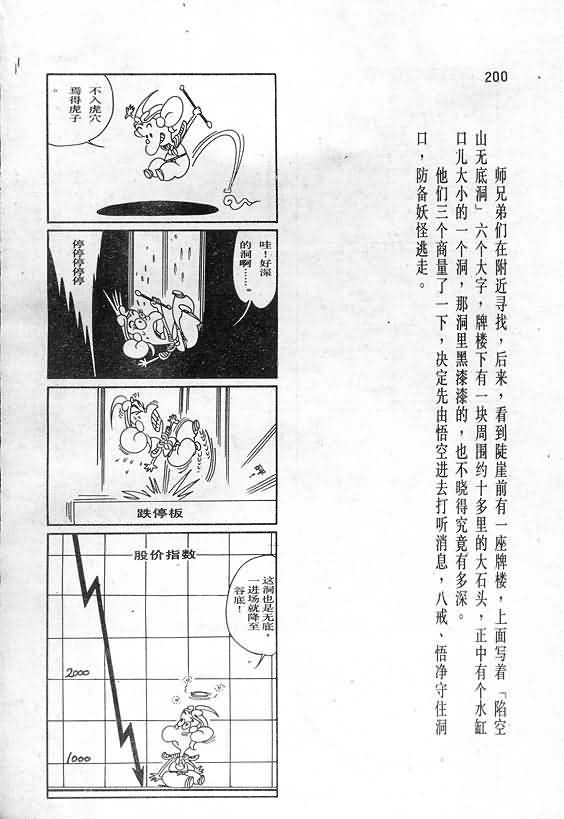 200
师兄弟们在附近寻找，后来，看到陡崖前有一座牌楼，上面写着「陷空
山无底洞」六个大字，牌楼下有一块周围约十多里的大石头，正中有个水缸
口儿大小的一个洞，那洞里黑漆漆的，也不晓得究竟有多深。
他们三个商量了一下，决定先由悟空进去打听消息，八戒、悟净守住洞
口，防备妖怪逃走。
不入虎穴
焉得虎子
哇！好深
的洞啊……。
停停停停停
砰！
跌停板
股价指数
这洞也是无底，
一进场就降至
谷底！
2000
1000